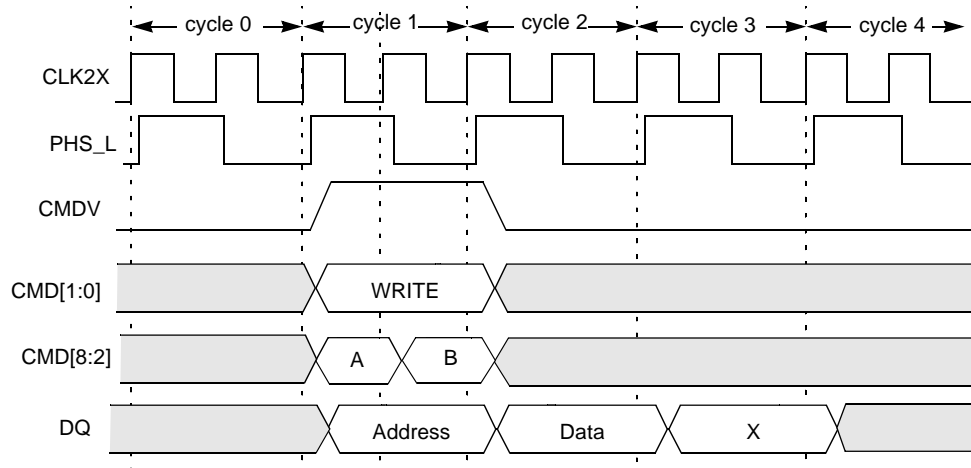 cycle 0 cycle 1 cycle 2 cycle 3 cycle 4
CLK2X
PHS_L
CMDV
CMD[1:0] WRITE
CMD[8:2] A B
DQ Address Data X